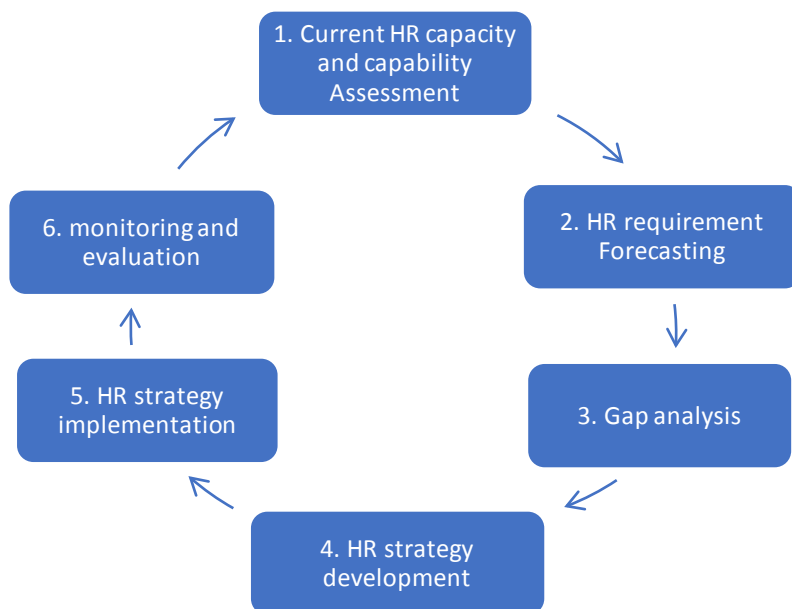 1. Current HR capacity
and capability
Assessment
2. HR requirement
Forecasting
3. Gap analysis
4. HR strategy
development
5. HR strategy
implementation
6. monitoring and
evaluation